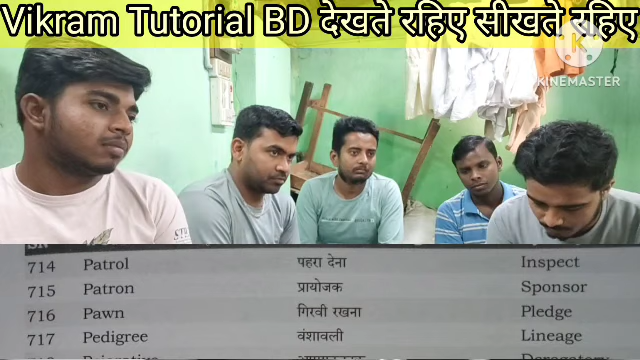 Vikram Tutorial BD देखते रहिए सीखते रहिए
KINEMASTER
714 Patrol पहरा देना Inspect
715 Patron प्रायोजक Sponsor
716 Pawn गिरवी रखना Pledge
717 Pedigree वंशावली Lineage